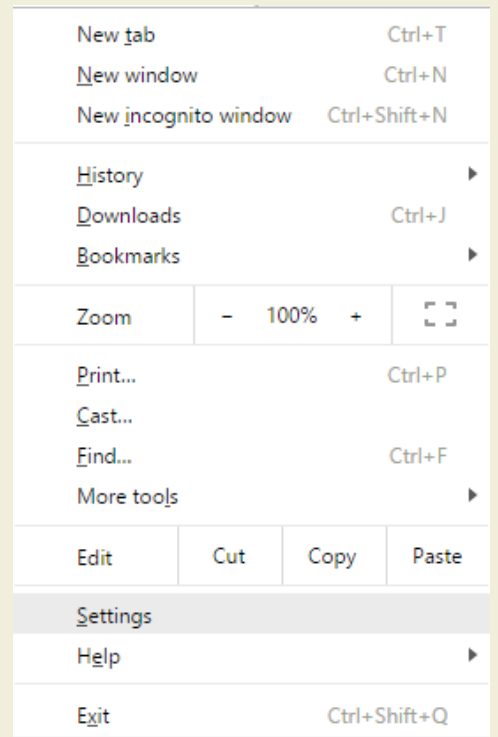 New tab Ctrl+T
New window Ctrl+N
New incognito window Ctrl+Shift+N
History
Downloads Ctrl+J
Bookmarks
Zoom - 100% +
Print... Ctrl+P
Cast...
Find... Ctrl+F
More tools
Edit Cut Copy Paste
Settings
Help
Exit Ctrl+Shift+Q